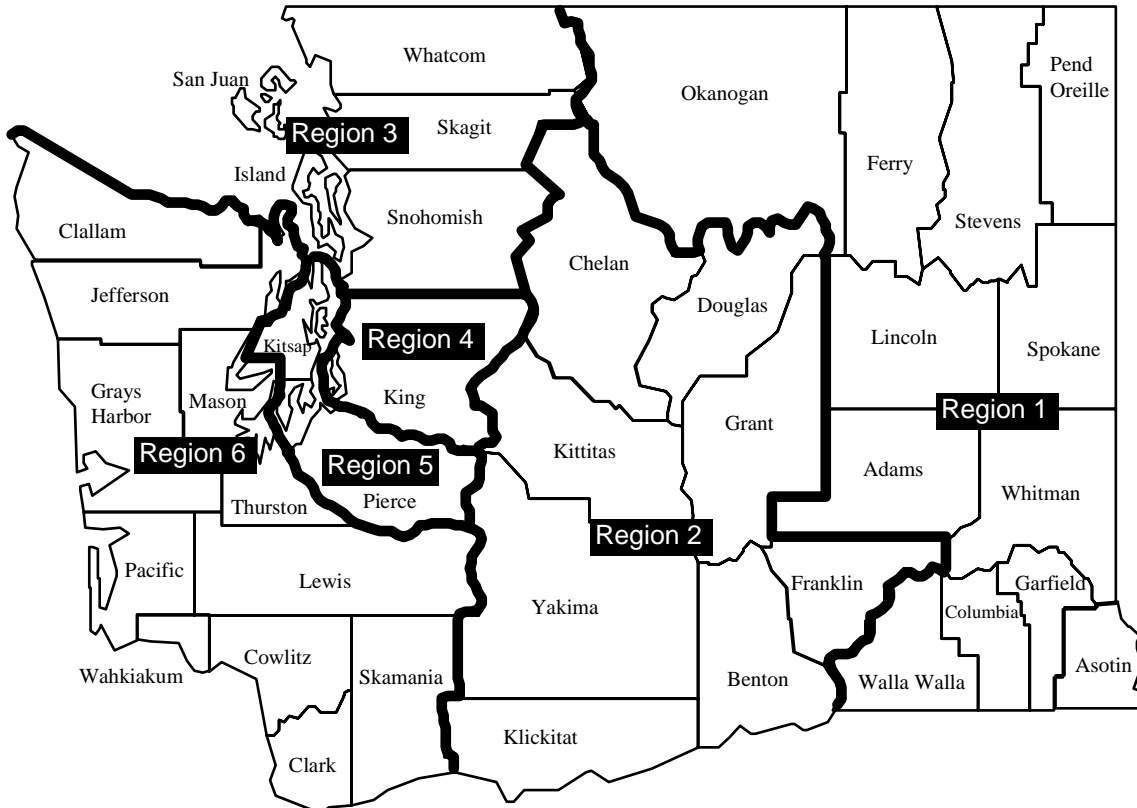 Whatcom
Pend
Oreille
San Juan
Okanogan
Skagit
Region 3
Ferry
Island
Snohomish
Stevens
Clallam
Chelan
Jefferson
Douglas
Lincoln
Region 4
Kitsap
Spokane
Grays
Harbor
Mason
King
Region 1
Grant
Region 6
Region 5
Kittitas
Adams
Whitman
Thurston
Pierce
Region 2
Pacific
Lewis
Franklin
Garfield
Yakima
Columbia
Cowlitz
Wahkiakum
Skamania
Benton
Walla Walla
Asotin
Klickitat
Clark